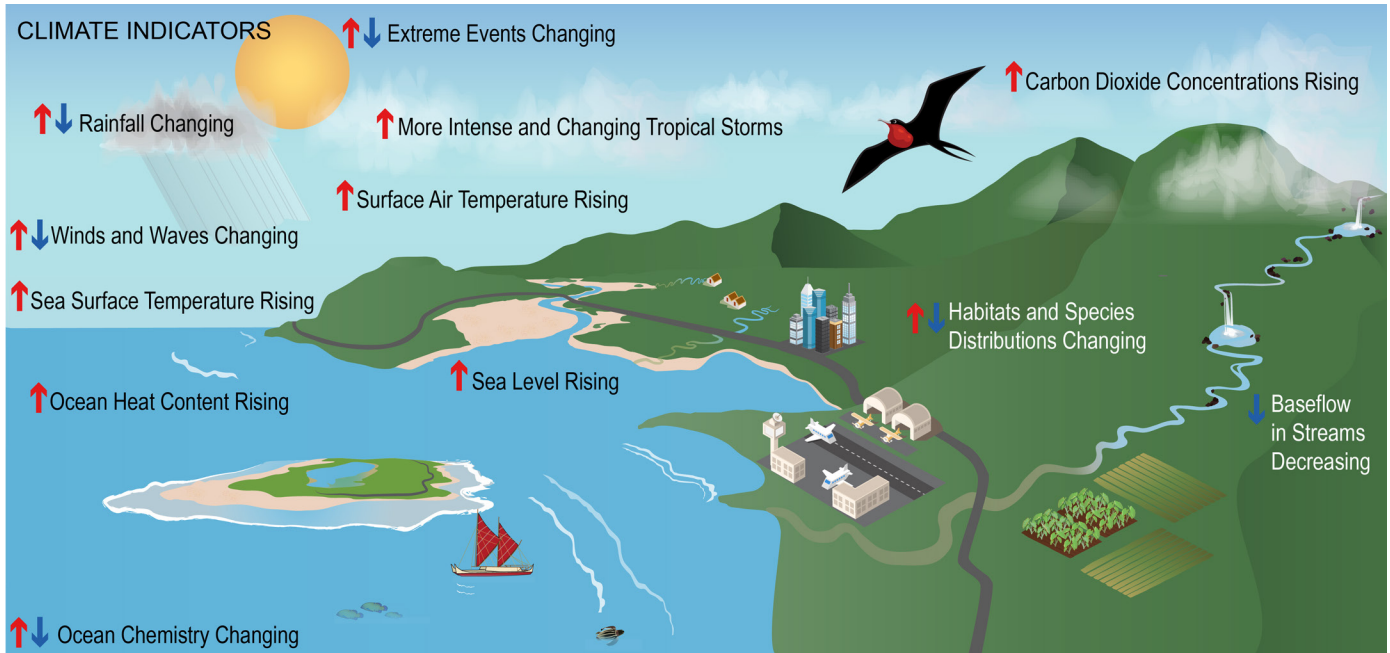 CLIMATE INDICATORS
Extreme Events Changing
Carbon Dioxide Concentrations Rising
Rainfall Changing
More Intense and Changing Tropical Storms
Surface Air Temperature Rising
Winds and Waves Changing
Sea Surface Temperature Rising
Habitats and Species
Distributions Changing
Sea Level Rising
Ocean Heat Content Rising
Baseflow
in Streams
Decreasing
Ocean Chemistry Changing